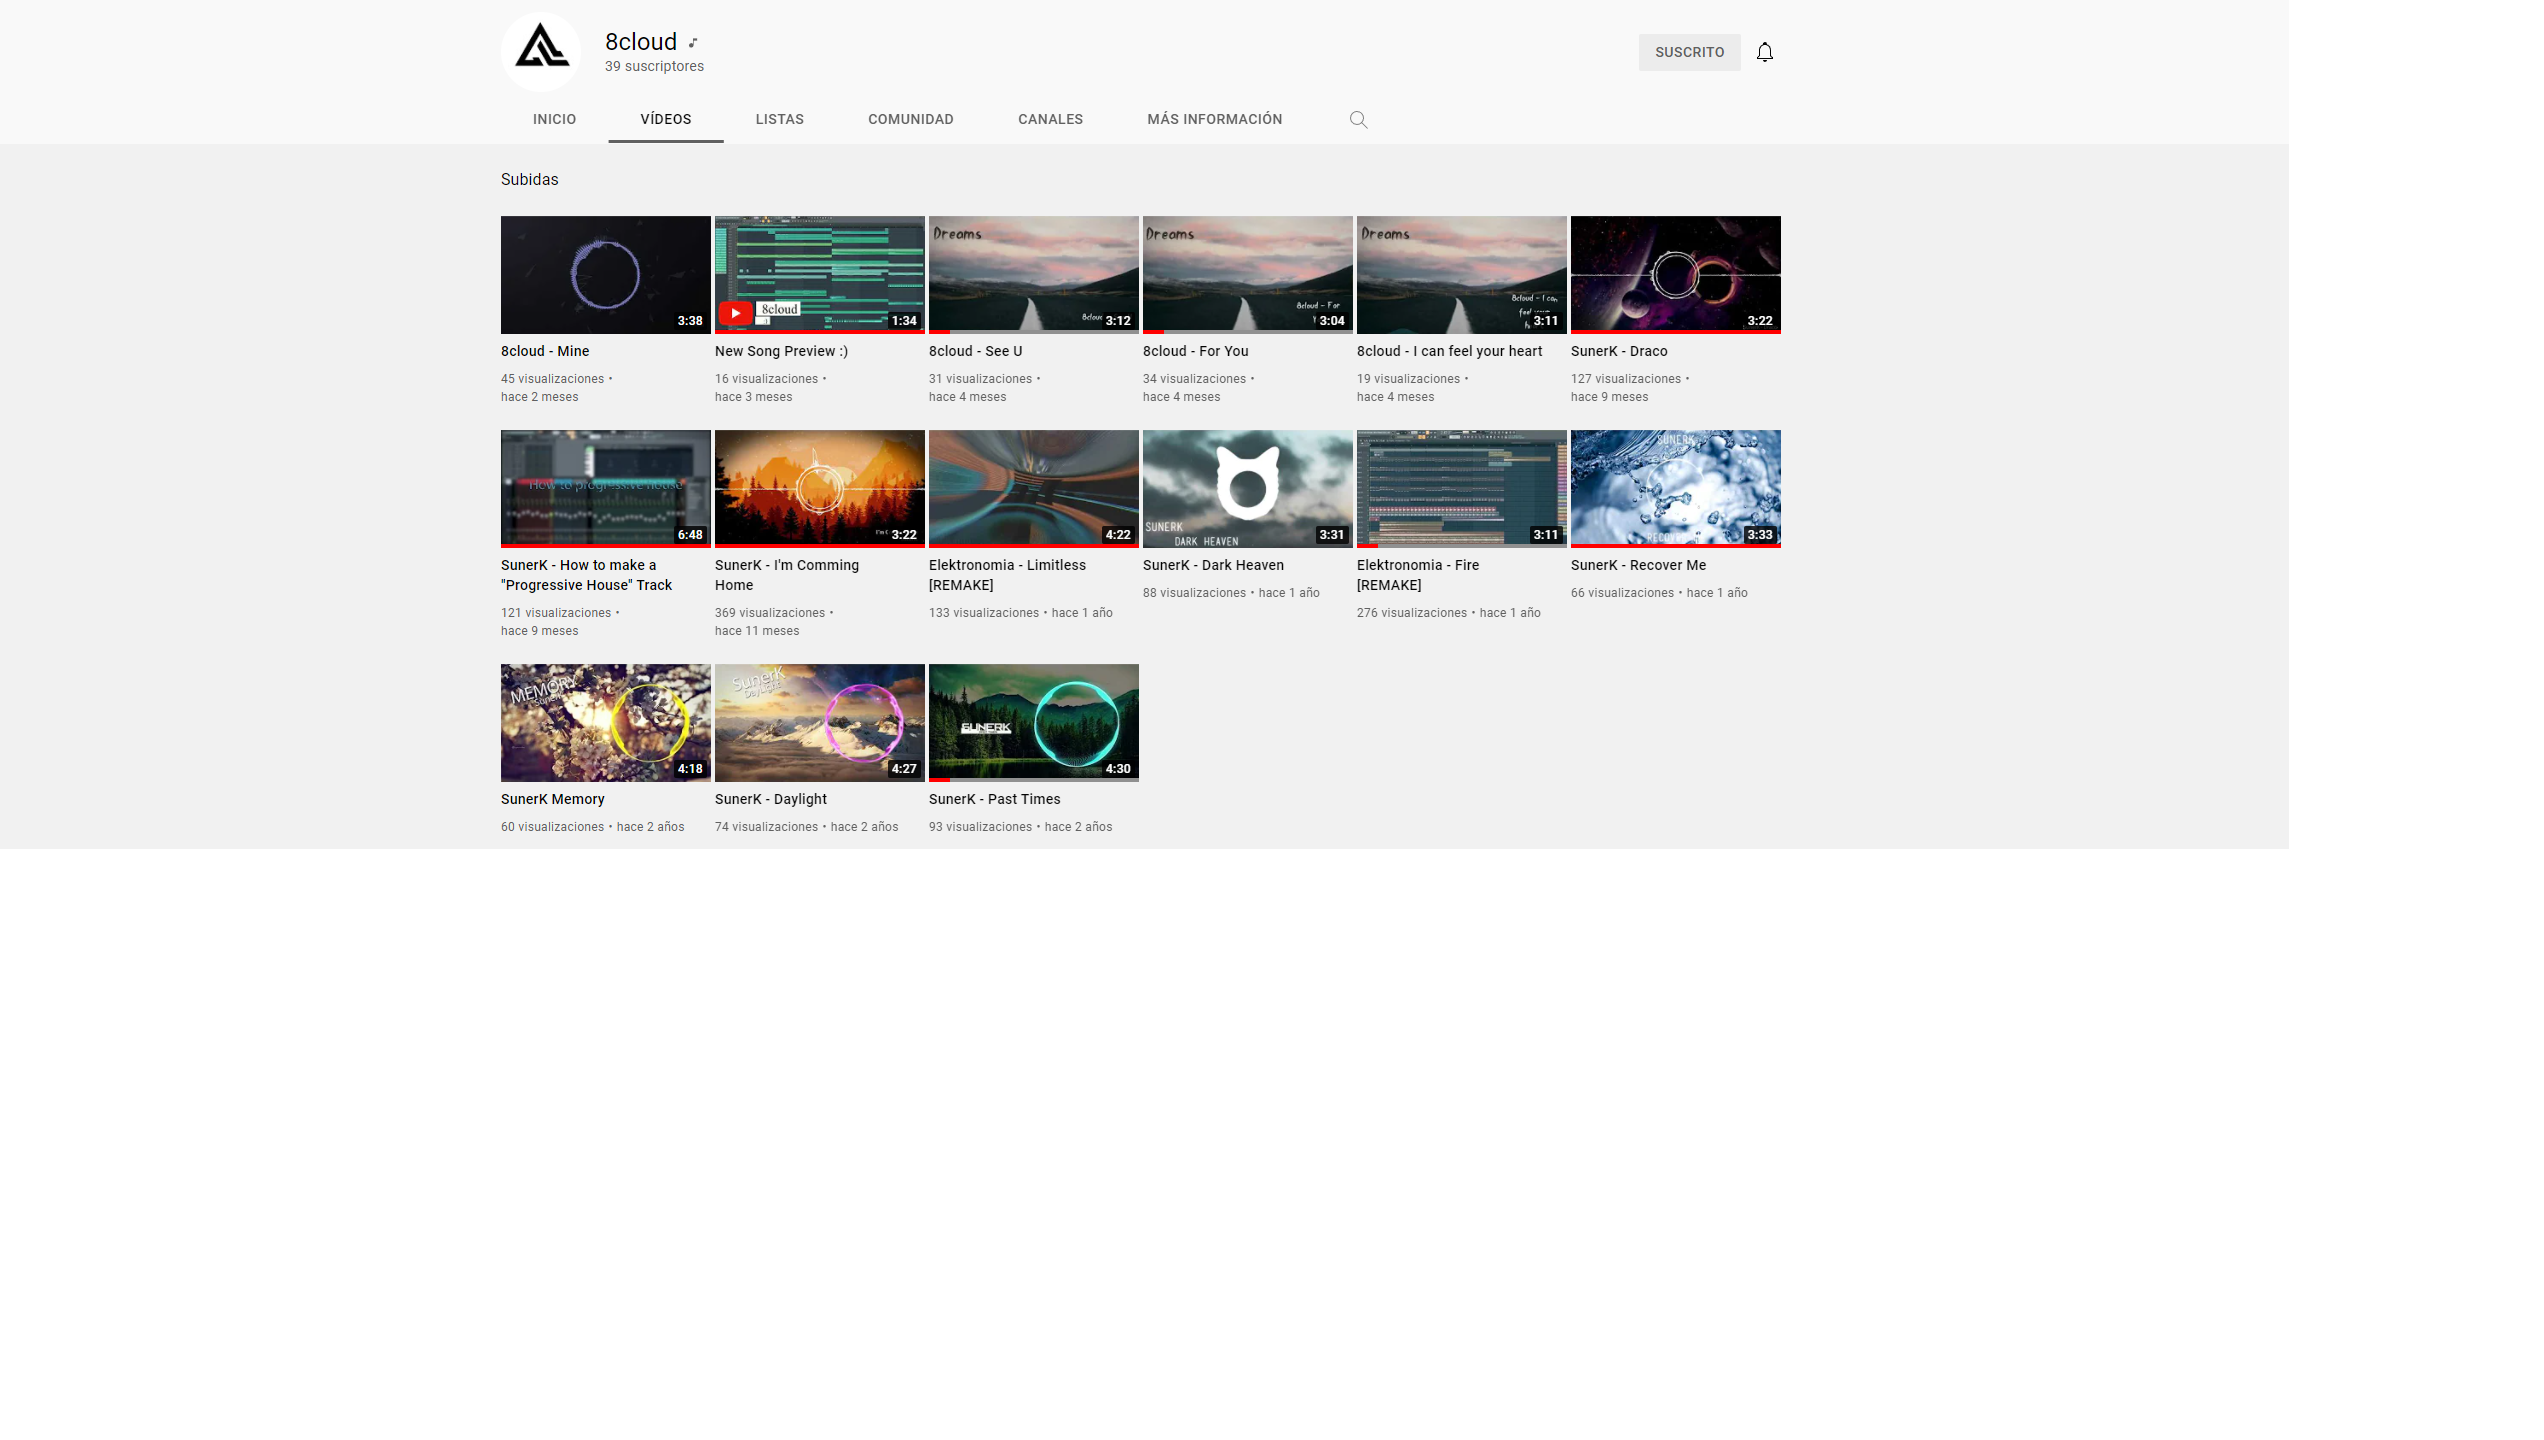 8cloud
39 suscriptores
SUSCRITO
INICIO VÍDEOS LISTAS COMUNIDAD CANALES MÁS INFORMACIÓN
Subidas
3:38
8cloud
:)
1:34
Dreams
8cloud
3:12
Dreams
8cloud - For
Y
3:04
Dreams
8cloud - I can
feel your
3:11
3:22
8cloud - Mine
45 visualizaciones •
hace 2 meses
New Song Preview :)
16 visualizaciones •
hace 3 meses
8cloud - See U
31 visualizaciones •
hace 4 meses
8cloud - For You
34 visualizaciones •
hace 4 meses
8cloud - I can feel your heart
19 visualizaciones •
hace 4 meses
SunerK - Draco
127 visualizaciones •
hace 9 meses
How to progressive house
6:48
3:22
4:22
SUNERK
DARK HEAVEN
3:31
3:11
SUNERK
RECOVER ME
3:33
SunerK - How to make a
"Progressive House" Track
121 visualizaciones •
hace 9 meses
SunerK - I'm Comming
Home
369 visualizaciones •
hace 11 meses
Elektronomia - Limitless
[REMAKE]
133 visualizaciones • hace 1 año
SunerK - Dark Heaven
88 visualizaciones • hace 1 año
Elektronomia - Fire
[REMAKE]
276 visualizaciones • hace 1 año
SunerK - Recover Me
66 visualizaciones • hace 1 año
MEMORY
SunerK
4:18
SunerK
DayLight
4:27
SUNERK
4:30
SunerK Memory
60 visualizaciones • hace 2 años
SunerK - Daylight
74 visualizaciones • hace 2 años
SunerK - Past Times
93 visualizaciones • hace 2 años